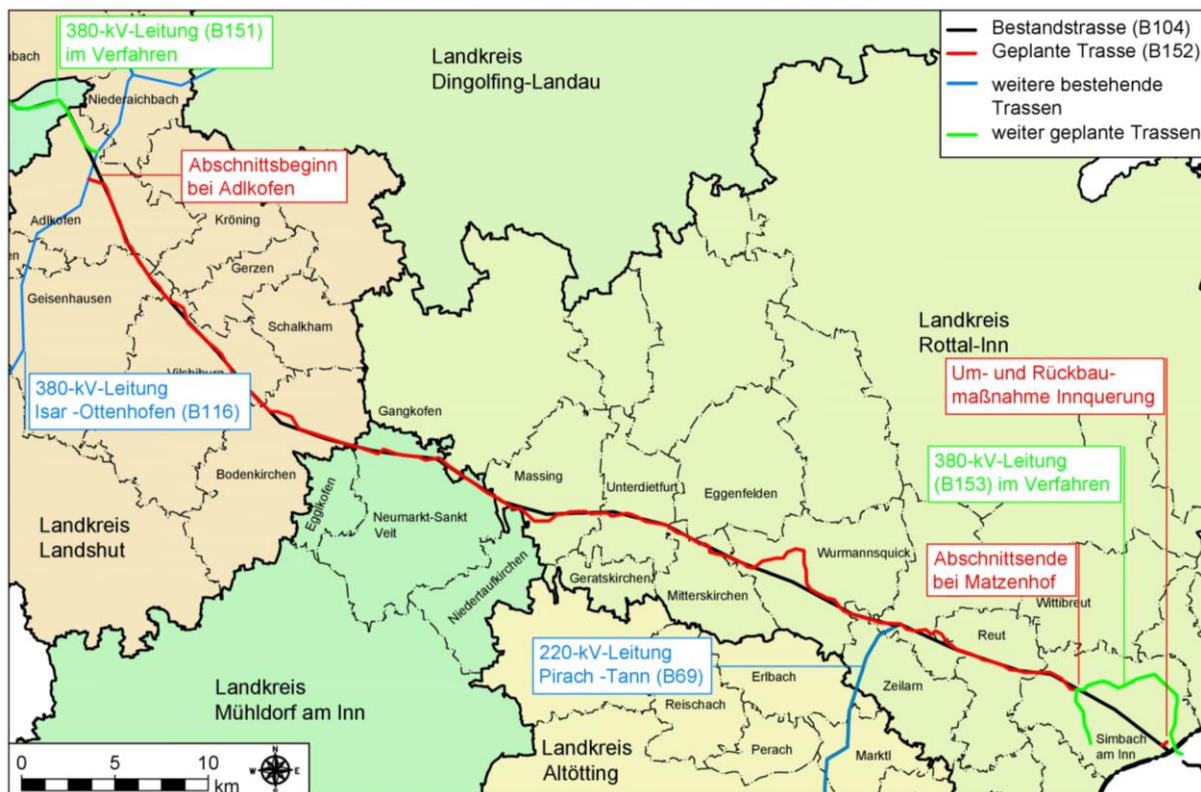 380-kV-Leitung (B151)
im Verfahren
Niederaichbach
Landkreis
Dingolfing-Landau
Bestandstrasse (B104)
Geplante Trasse (B152)
weitere bestehende
Trassen
weiter geplante Trassen
Abschnittsbeginn
bei Adlkofen
Adlkofen
Kröning
Gerzen
Geisenhausen
Schalkham
Vilsbiburg
380-kV-Leitung
Isar -Ottenhofen (B116)
Landkreis
Rottal-Inn
Um- und Rückbau-
maßnahme Innquerung
Gangkofen
Massing
Unterdietfurt
Eggenfelden
380-kV-Leitung
(B153) im Verfahren
Bodenkirchen
Egglkofen
Neumarkt-Sankt
Veit
Landkreis
Landshut
Wurmannsquick
Abschnittsende
bei Matzenhof
Niedertaufkirchen
Geratskirchen
Mitterskirchen
Wittibreut
Reut
220-kV-Leitung
Pirach -Tann (B69)
Erlbach
Zeilarn
Reischach
Landkreis
Mühldorf am Inn
Perach
Marktl
Simbach
am Inn
Landkreis
Altötting
N
W
E
S
0 5 10
km